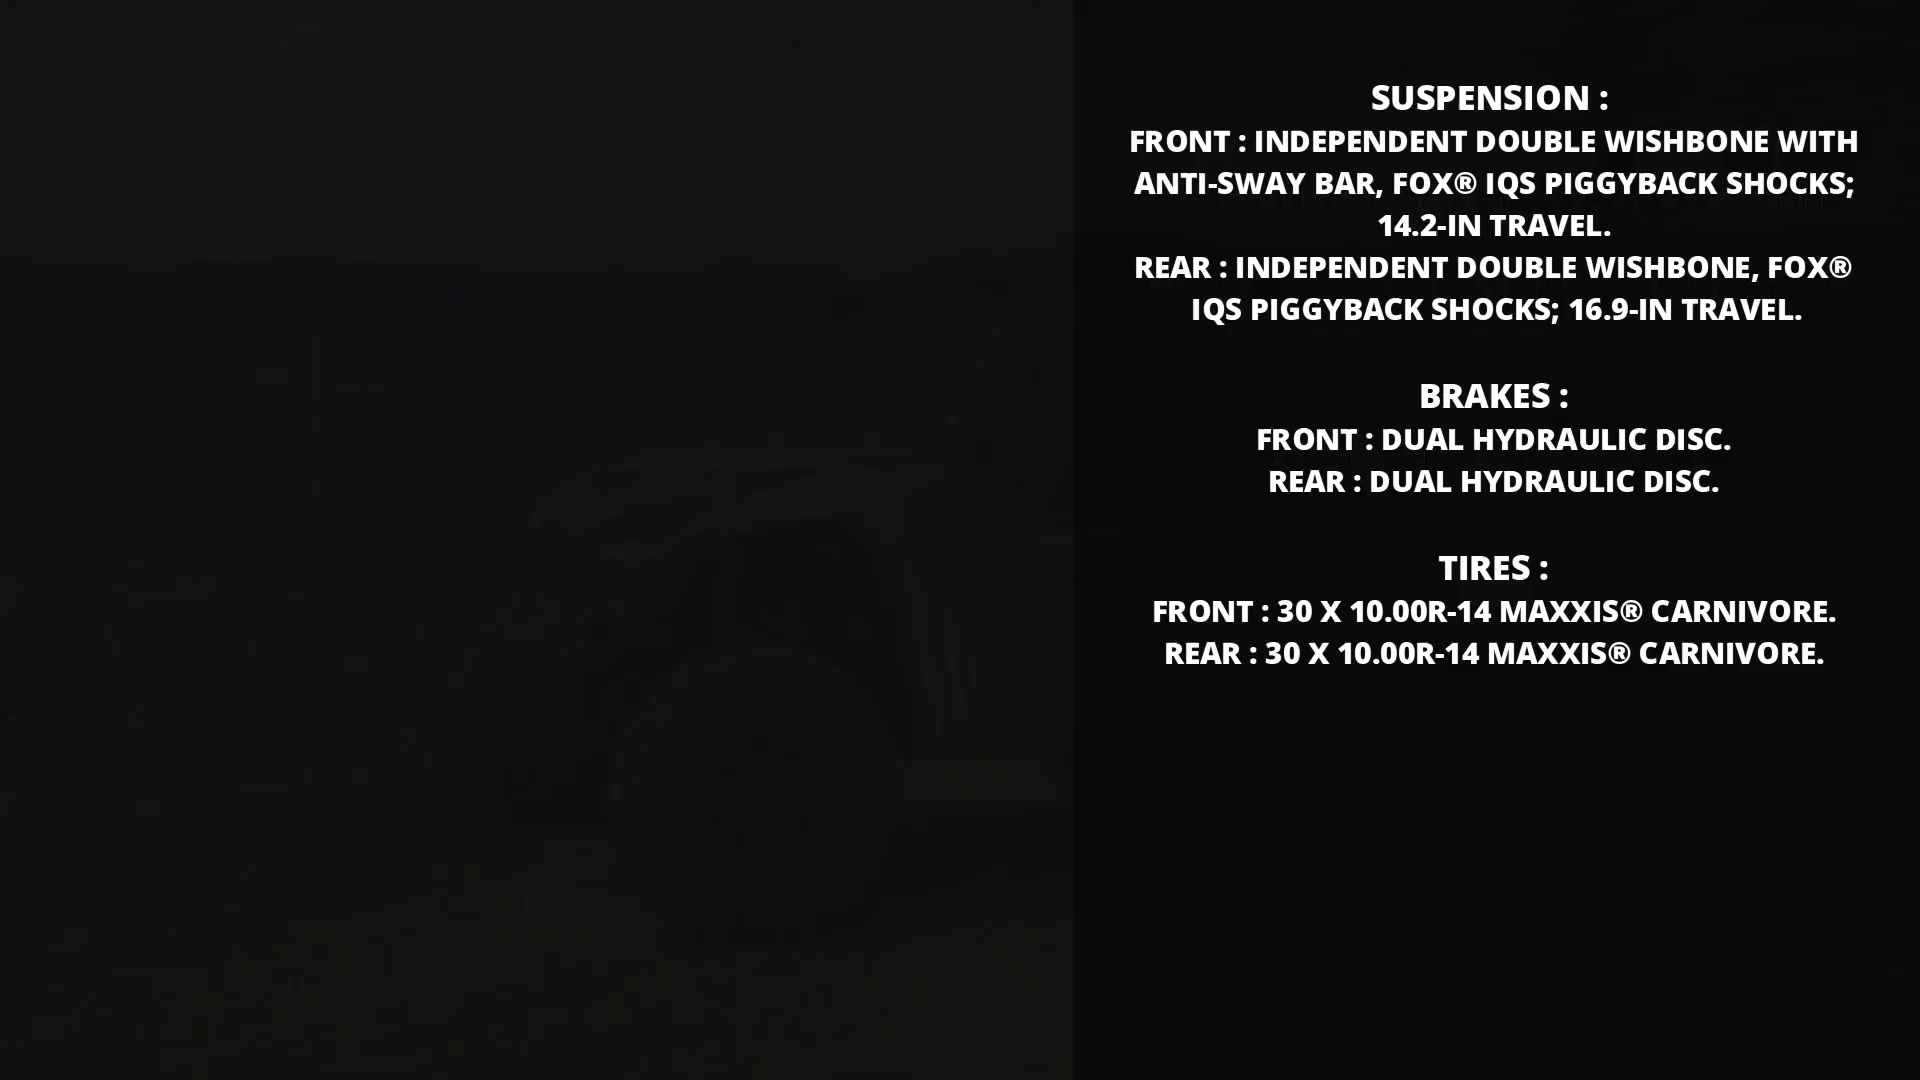 SUSPENSION :
FRONT : INDEPENDENT DOUBLE WISHBONE WITH
ANTI-SWAY BAR, FOX® IQS PIGGYBACK SHOCKS;
14.2-IN TRAVEL.
REAR : INDEPENDENT DOUBLE WISHBONE, FOX®
IQS PIGGYBACK SHOCKS; 16.9-IN TRAVEL.
BRAKES :
FRONT : DUAL HYDRAULIC DISC.
REAR : DUAL HYDRAULIC DISC.
TIRES :
FRONT : 30 X 10.00R-14 MAXXIS® CARNIVORE.
REAR : 30 X 10.00R-14 MAXXIS® CARNIVORE.